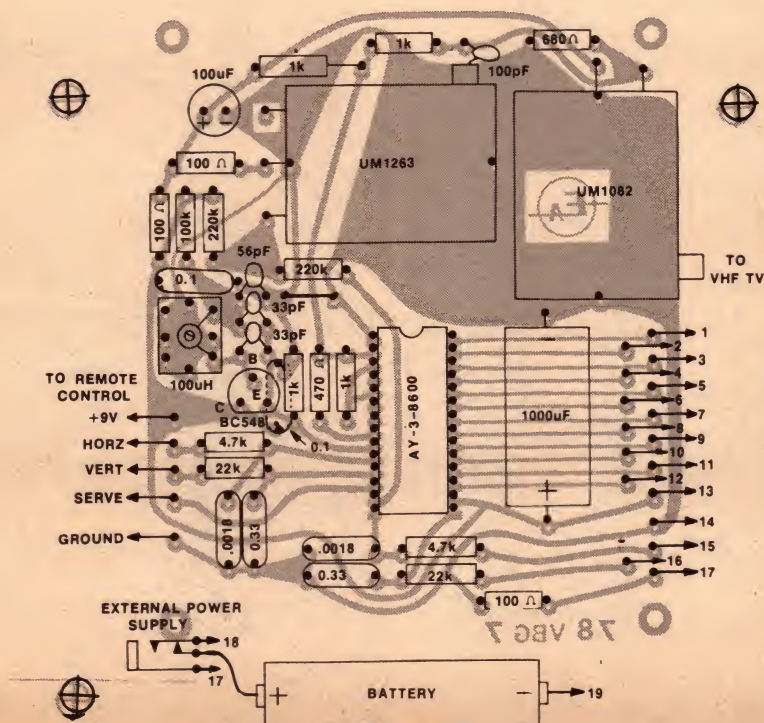 1k
680Ω
100uF
1k
100pF
UM1263
UM1082
EA
100 Ω
100 Ω
100k
220k
56pF
220k
TO
VHF TV
0.1
33pF
33pF
100uH
B
E
C
BC548
1k
470 Ω
1k
0.1
AY-3-8600
1000uF
+
−
+
−
TO REMOTE
CONTROL
+9V
HORZ
4.7k
VERT
22k
SERVE
GROUND
.0018
0.33
.0018
0.33
4.7k
22k
100 Ω
1
2
3
4
5
6
7
8
9
10
11
12
13
14
15
16
17
78 VBG 7
EXTERNAL POWER
SUPPLY
18
17
+ BATTERY −
19